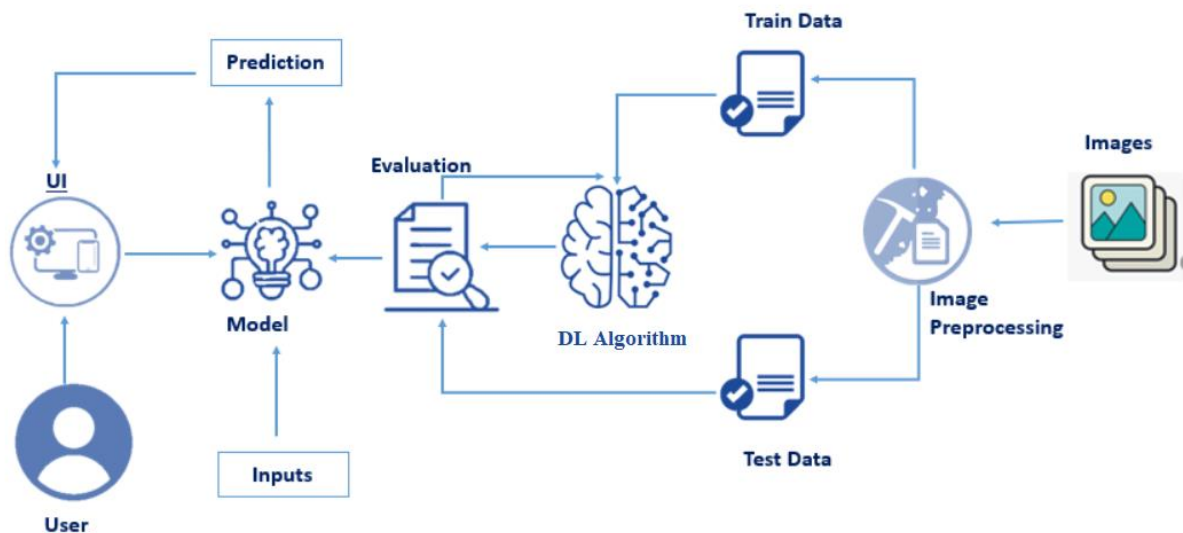 Train Data
Prediction
Images
Evaluation
UI
Model
Image
Preprocessing
DL Algorithm
Inputs
Test Data
User